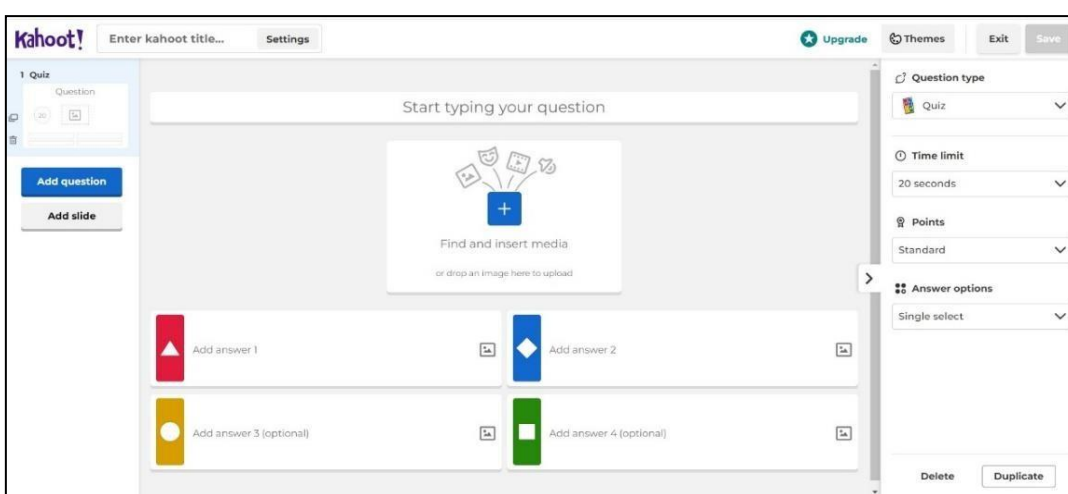 Kahoot!
Enter kahoot title...
Settings
Upgrade
Themes
Exit
Save
1 Quiz
Question
20
Add question
Add slide
Start typing your question
Find and insert media
or drop an image here to upload
Add answer 1
Add answer 2
Add answer 3 (optional)
Add answer 4 (optional)
Question type
Quiz
Time limit
20 seconds
Points
Standard
Answer options
Single select
Delete
Duplicate